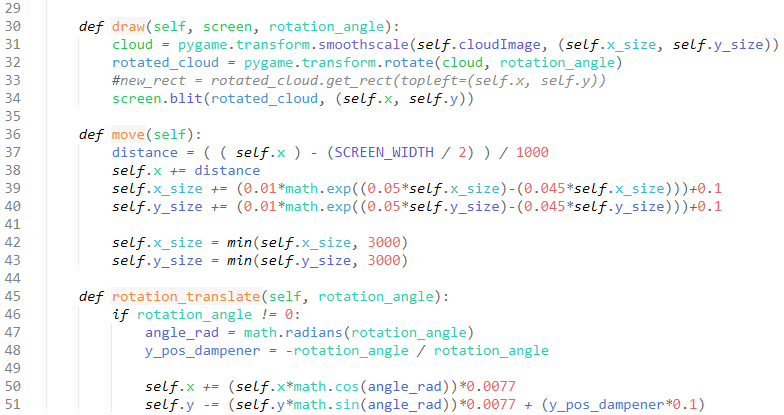 29
30 def draw(self, screen, rotation_angle):
31 cloud = pygame.transform.smoothscale(self.cloudImage, (self.x_size, self.y_size))
32 rotated_cloud = pygame.transform.rotate(cloud, rotation_angle)
33 #new_rect = rotated_cloud.get_rect(topleft=(self.x, self.y))
34 screen.blit(rotated_cloud, (self.x, self.y))
35
36 def move(self):
37 distance = ( ( self.x ) - (SCREEN_WIDTH / 2) ) / 1000
38 self.x += distance
39 self.x_size += (0.01*math.exp((0.05*self.x_size)-(0.045*self.x_size)))+0.1
40 self.y_size += (0.01*math.exp((0.05*self.y_size)-(0.045*self.y_size)))+0.1
41
42 self.x_size = min(self.x_size, 3000)
43 self.y_size = min(self.y_size, 3000)
44
45 def rotation_translate(self, rotation_angle):
46 if rotation_angle != 0:
47 angle_rad = math.radians(rotation_angle)
48 y_pos_dampener = -rotation_angle / rotation_angle
49
50 self.x += (self.x*math.cos(angle_rad))*0.0077
51 self.y -= (self.y*math.sin(angle_rad))*0.0077 + (y_pos_dampener*0.1)